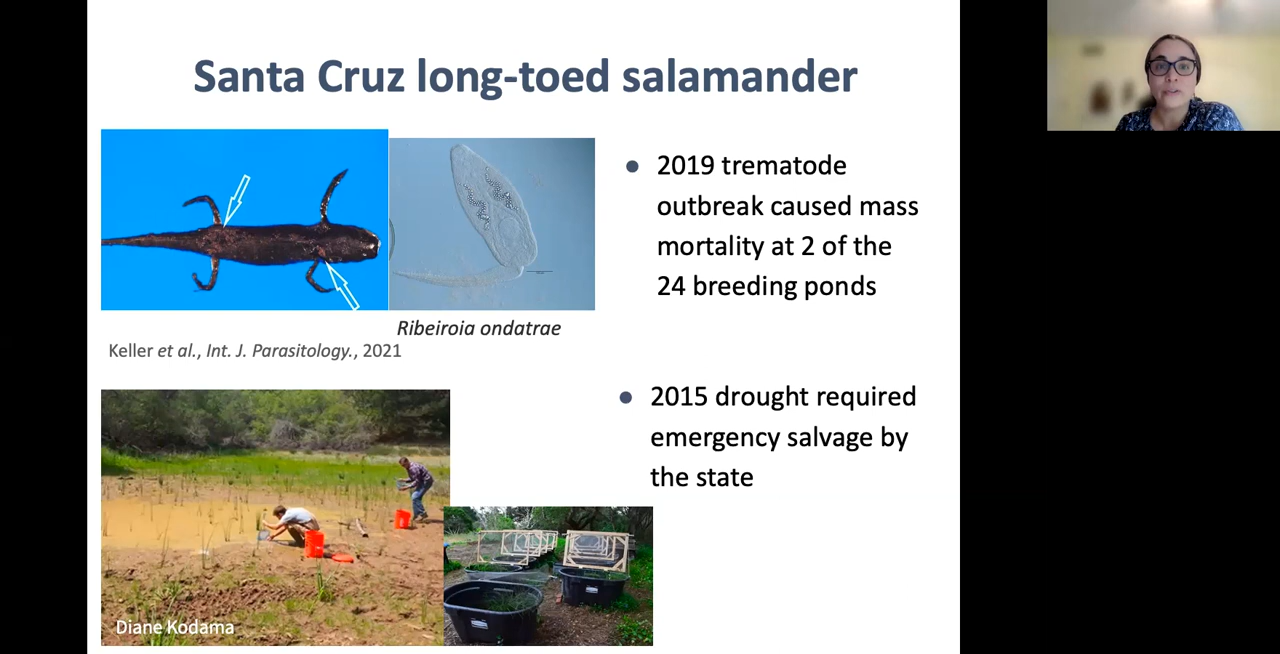 Santa Cruz long-toed salamander
Ribeiroia ondatrae
Keller et al., Int. J. Parasitology., 2021
● 2019 trematode
outbreak caused mass
mortality at 2 of the
24 breeding ponds
● 2015 drought required
emergency salvage by
the state
Diane Kodama